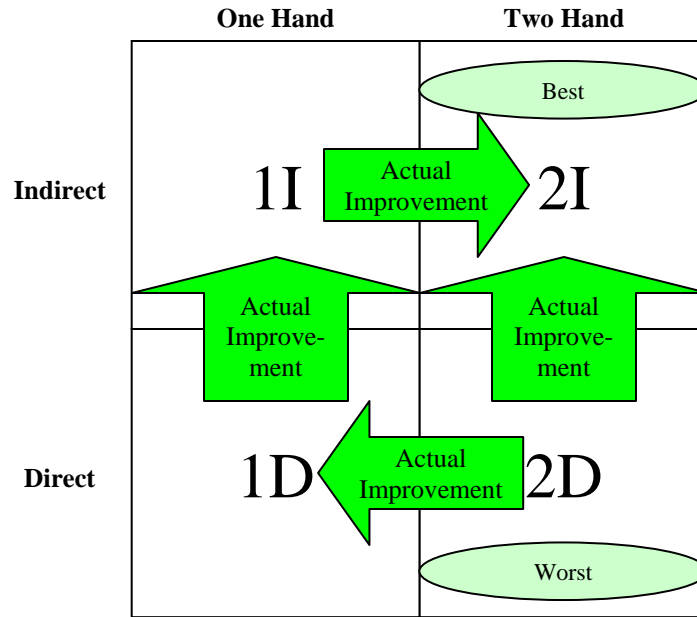 One Hand
Two Hand
Best
Indirect
1I
Actual
Improvement
2I
Actual
Improve-
ment
Actual
Improve-
ment
Direct
1D
Actual
Improvement
2D
Worst